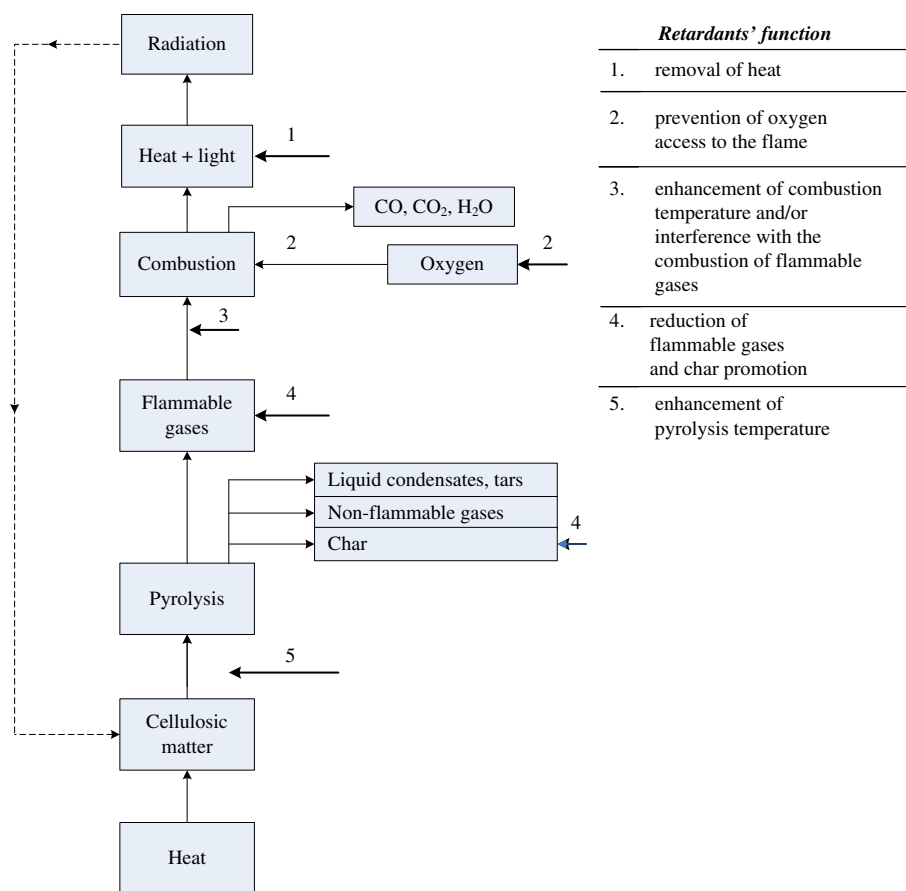 Radiation
Heat + light
1
CO, CO₂, H₂O
Combustion
2
Oxygen
2
3
Flammable
gases
4
Liquid condensates, tars
Non-flammable gases
Char
4
Pyrolysis
5
Cellulosic
matter
Heat
Retardants' function
1. removal of heat
2. prevention of oxygen
access to the flame
3. enhancement of combustion
temperature and/or
interference with the
combustion of flammable
gases
4. reduction of
flammable gases
and char promotion
5. enhancement of
pyrolysis temperature